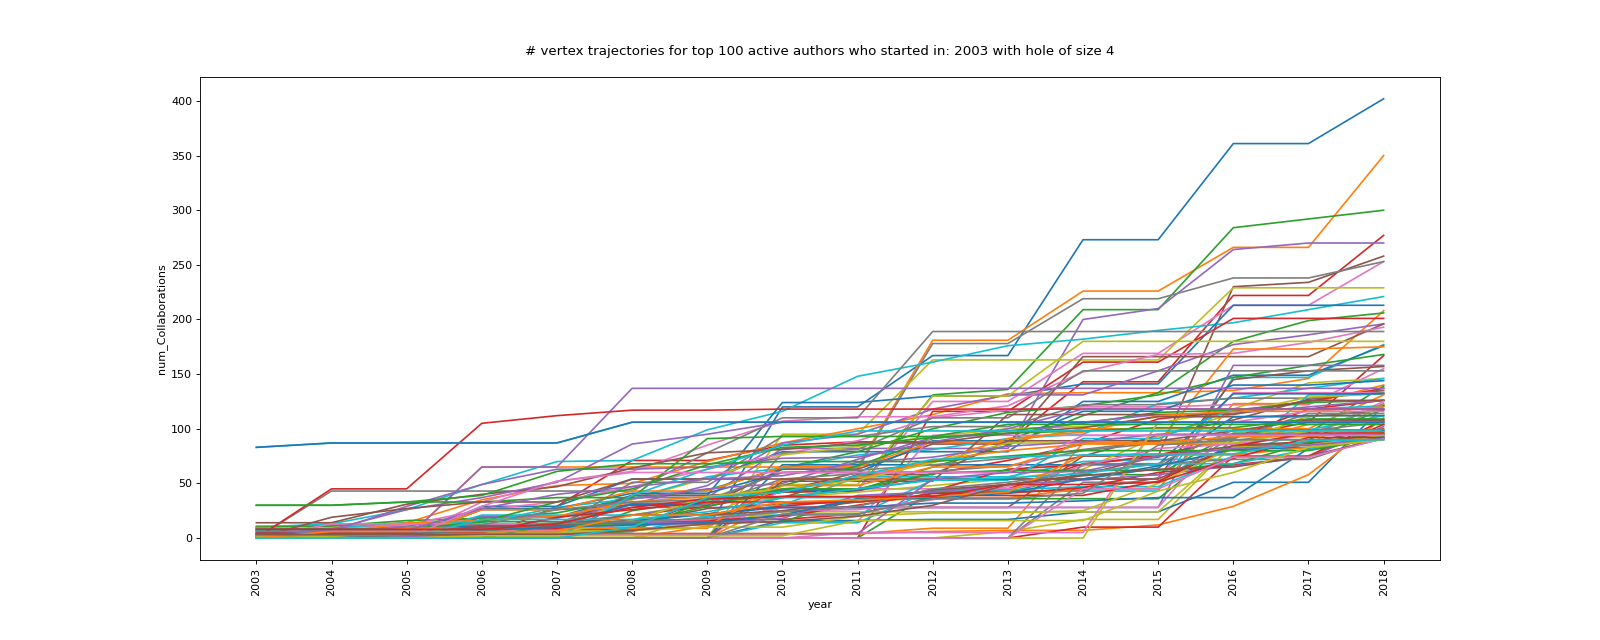 # vertex trajectories for top 100 active authors who started in: 2003 with hole of size 4
400
350
300
250
200
150
100
50
0
num_Collaborations
2003 2004 2005 2006 2007 2008 2009 2010 2011 2012 2013 2014 2015 2016 2017 2018
year